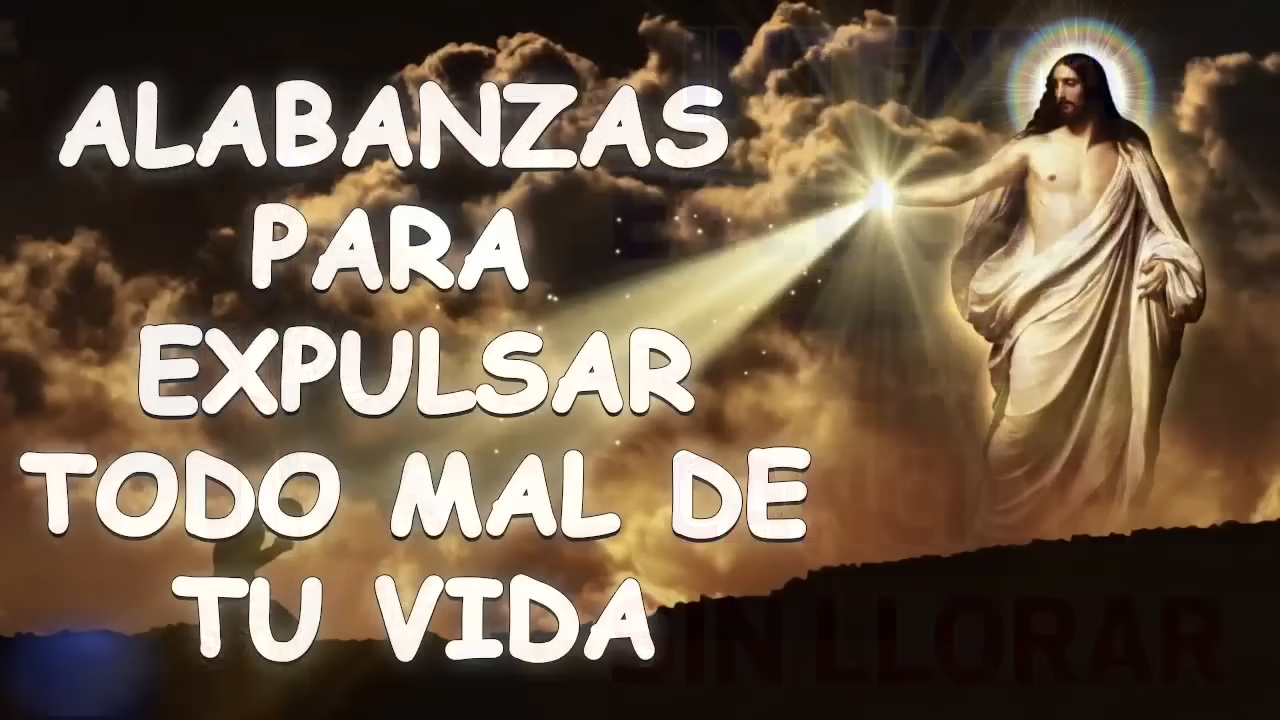 ALABANZAS
PARA
EXPULSAR
TODO MAL DE
TU VIDA
SIN LLORAR